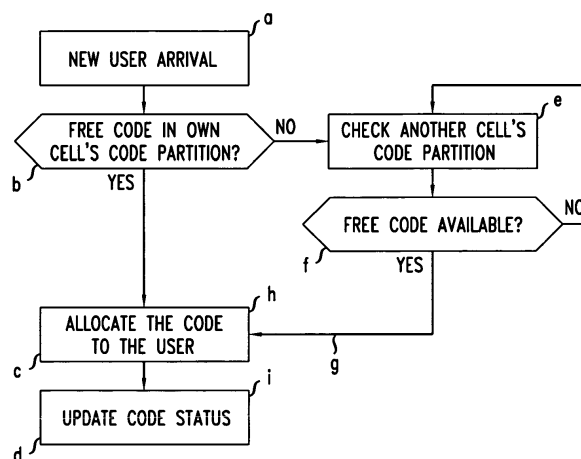 a
NEW USER ARRIVAL
e
FREE CODE IN OWN
CELL'S CODE PARTITION?
NO
CHECK ANOTHER CELL'S
CODE PARTITION
b
YES
FREE CODE AVAILABLE?
NO
f
YES
h
ALLOCATE THE CODE
TO THE USER
g
c
i
UPDATE CODE STATUS
d